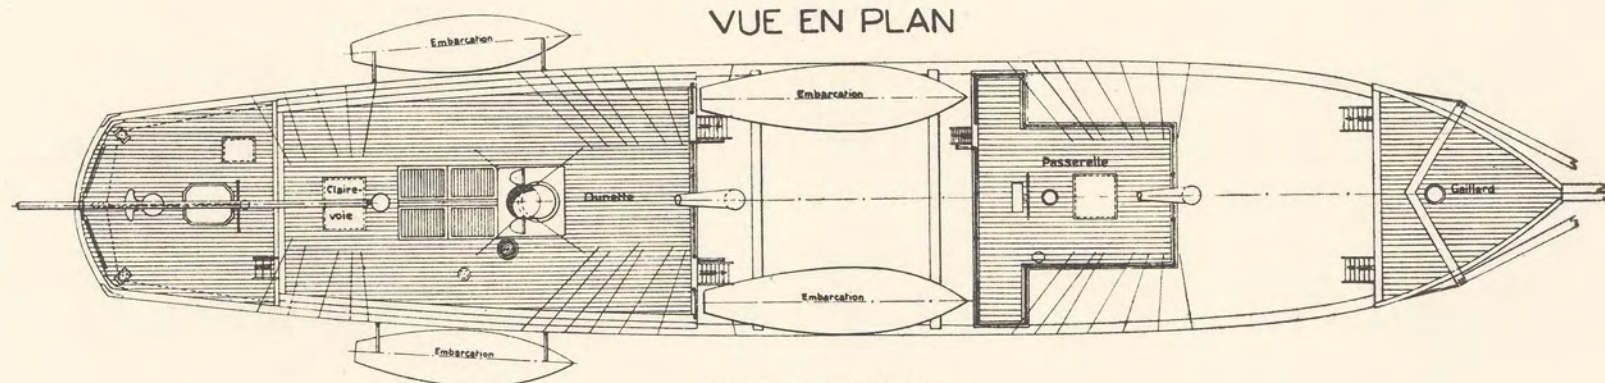 VUE EN PLAN
Embarcation
Embarcation
Passerelle
Claire-
voie
Dunette
Gaillard
Embarcation
Embarcation